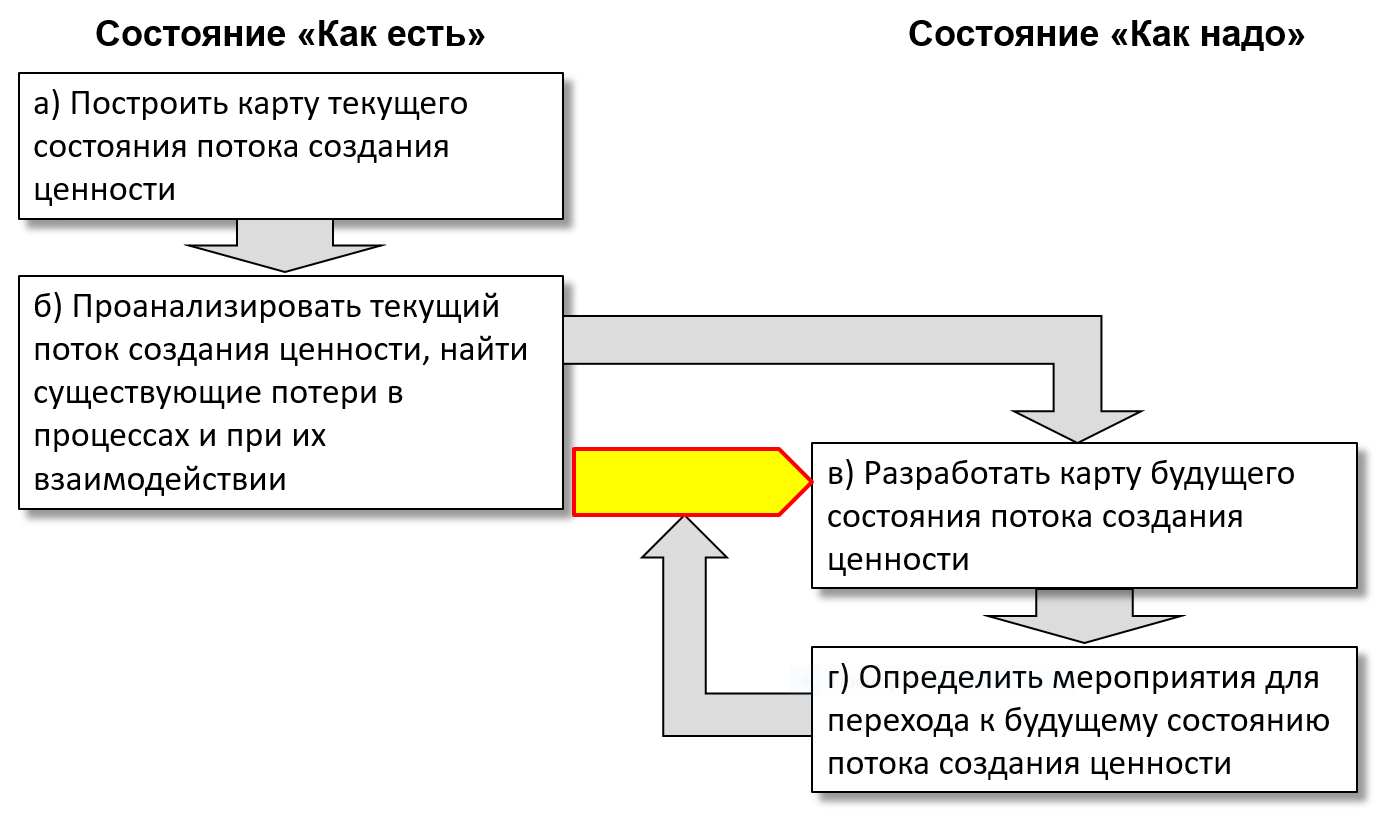 Состояние «Как есть»
Состояние «Как надо»
а) Построить карту текущего
состояния потока создания
ценности
б) Проанализировать текущий
поток создания ценности, найти
существующие потери в
процессах и при их
взаимодействии
в) Разработать карту будущего
состояния потока создания
ценности
г) Определить мероприятия для
перехода к будущему состоянию
потока создания ценности